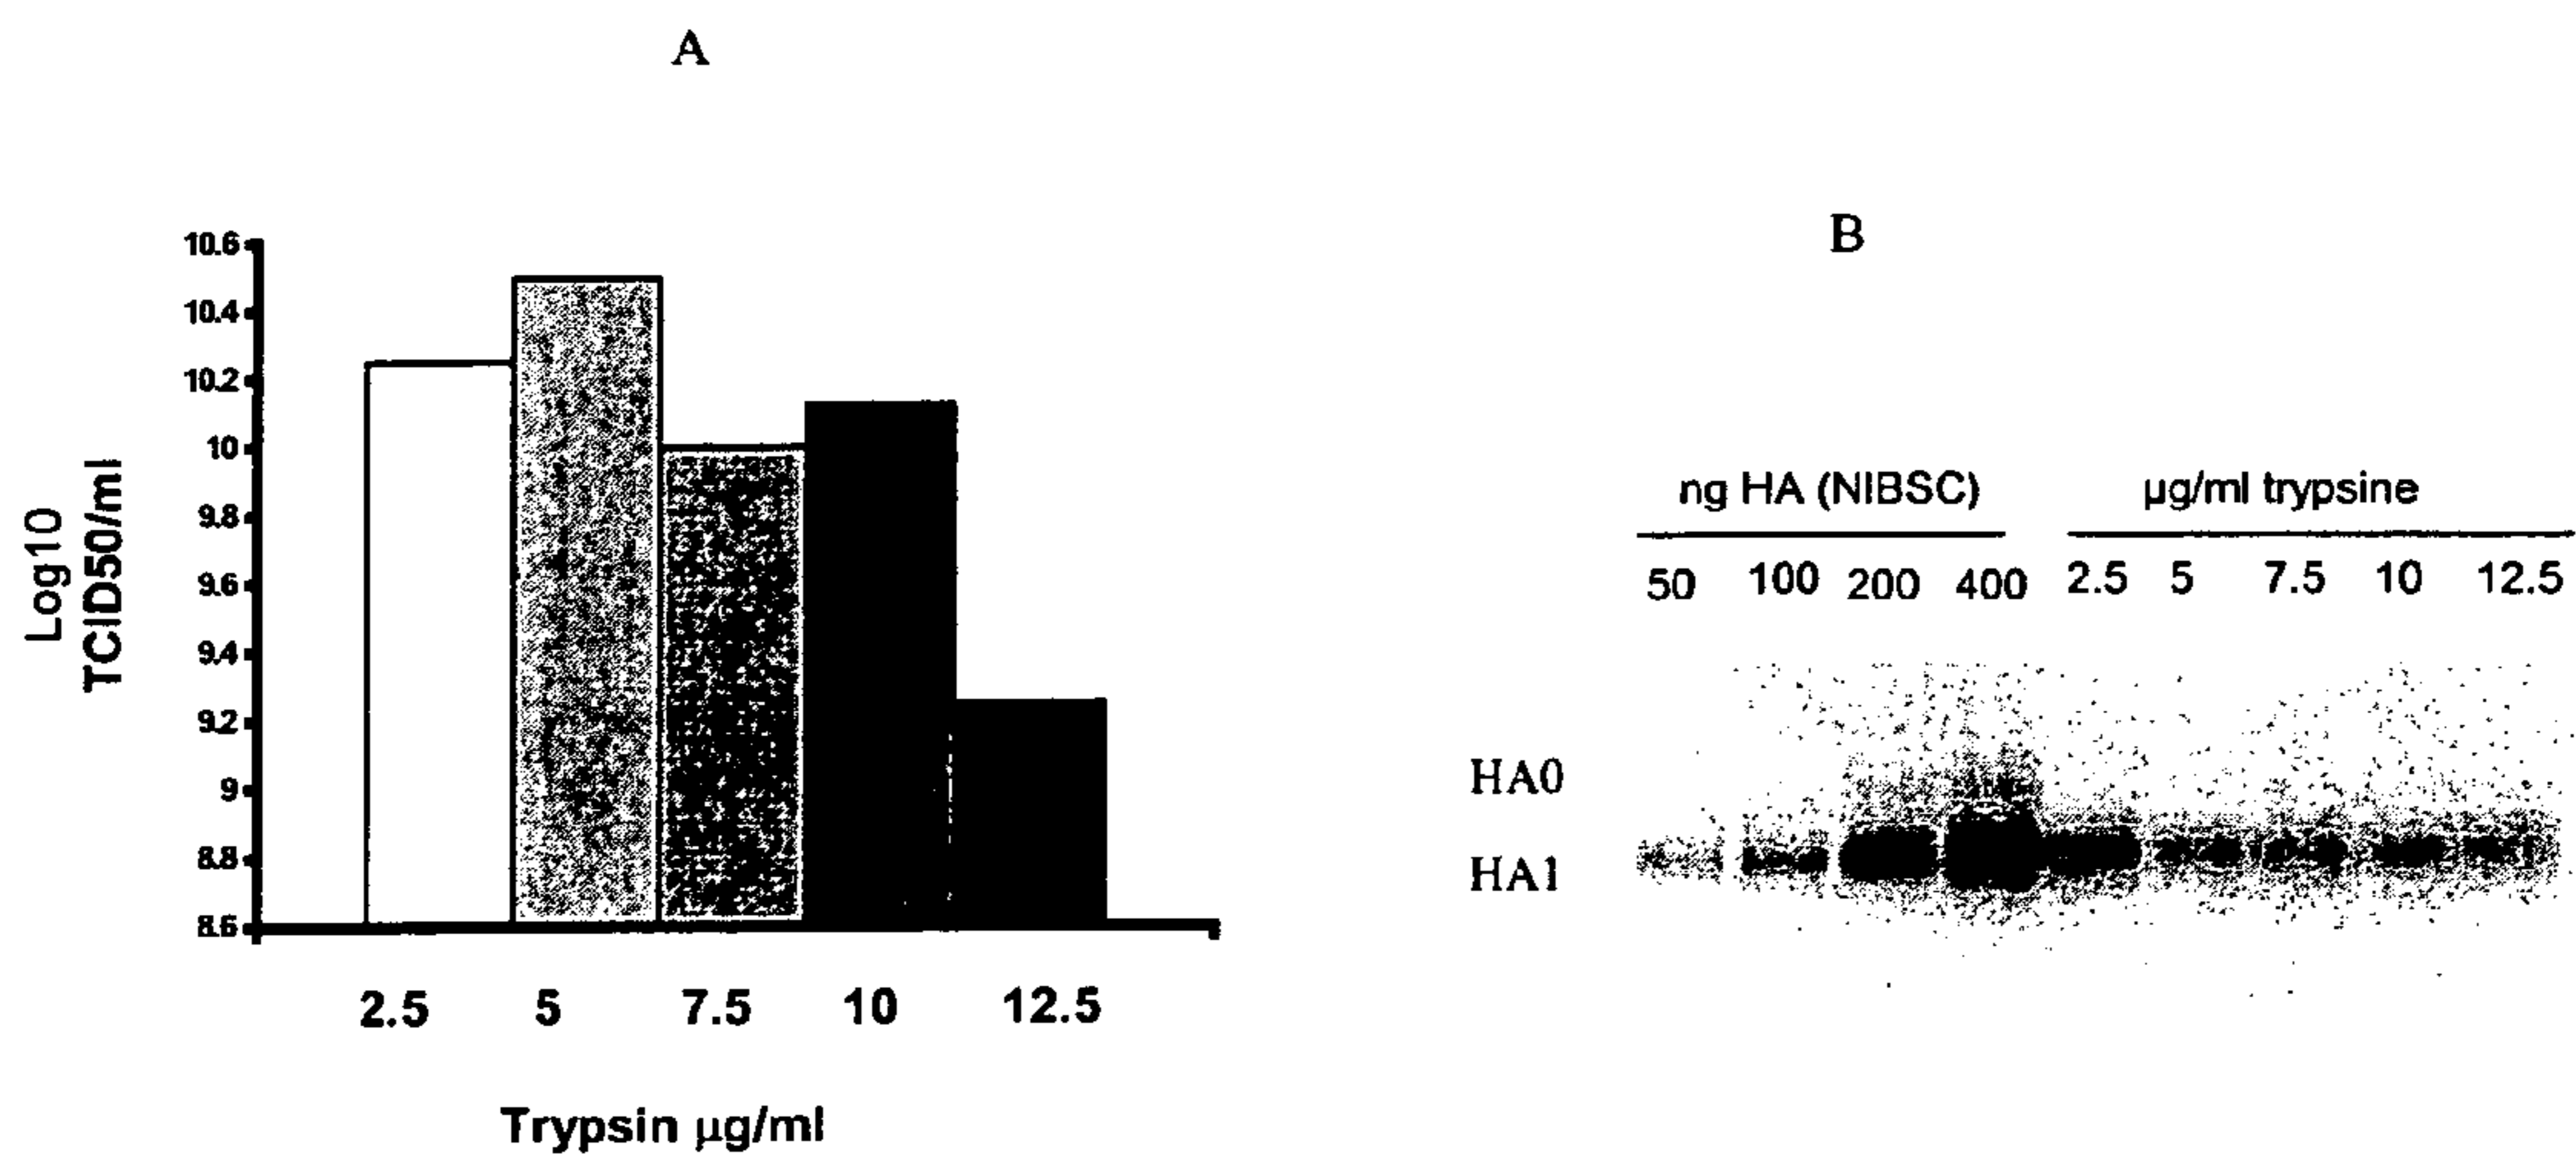 A
10.6
10.4
10.2
10
9.8
9.6
9.4
9.2
9
8.8
8.6
Log10
TCID50/ml
2.5 5 7.5 10 12.5
Trypsin µg/ml
B
ng HA (NIBSC) µg/ml trypsine
50 100 200 400 2.5 5 7.5 10 12.5
HA0
HA1